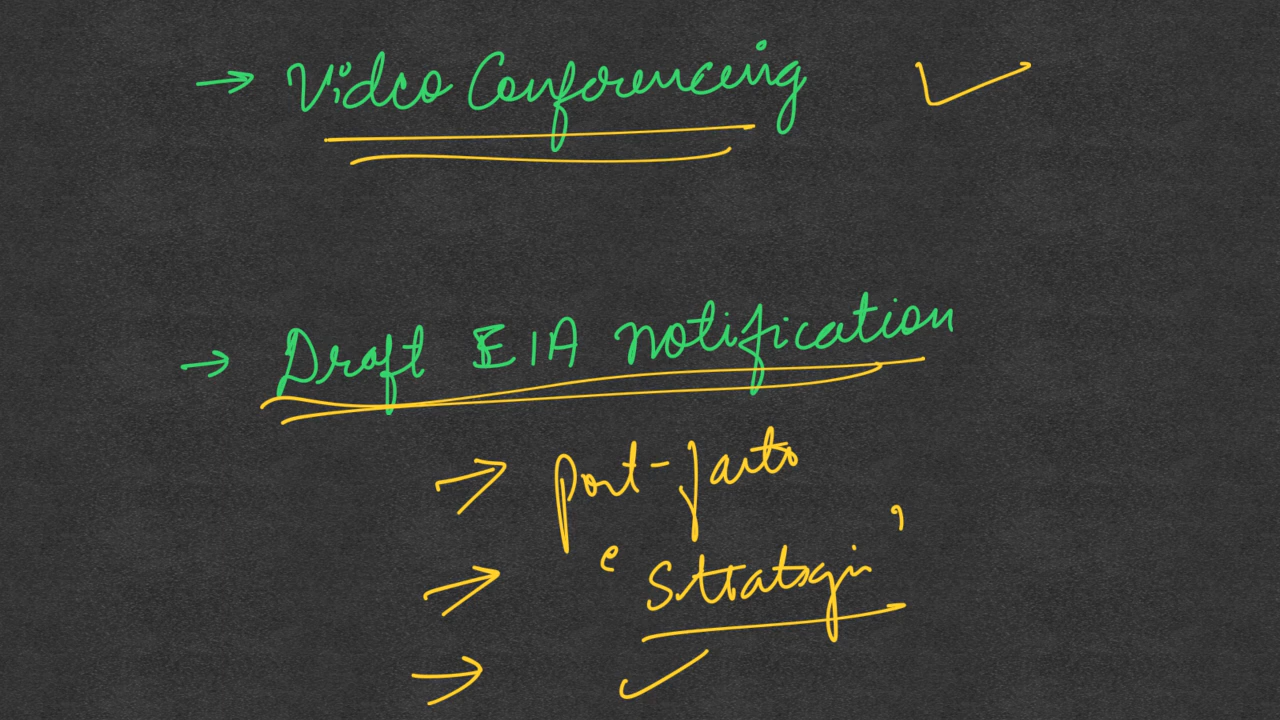 → Video Conferencing ✓
→ Draft EIA notification
→ post-facto
→ 'Strategic'
→ ✓